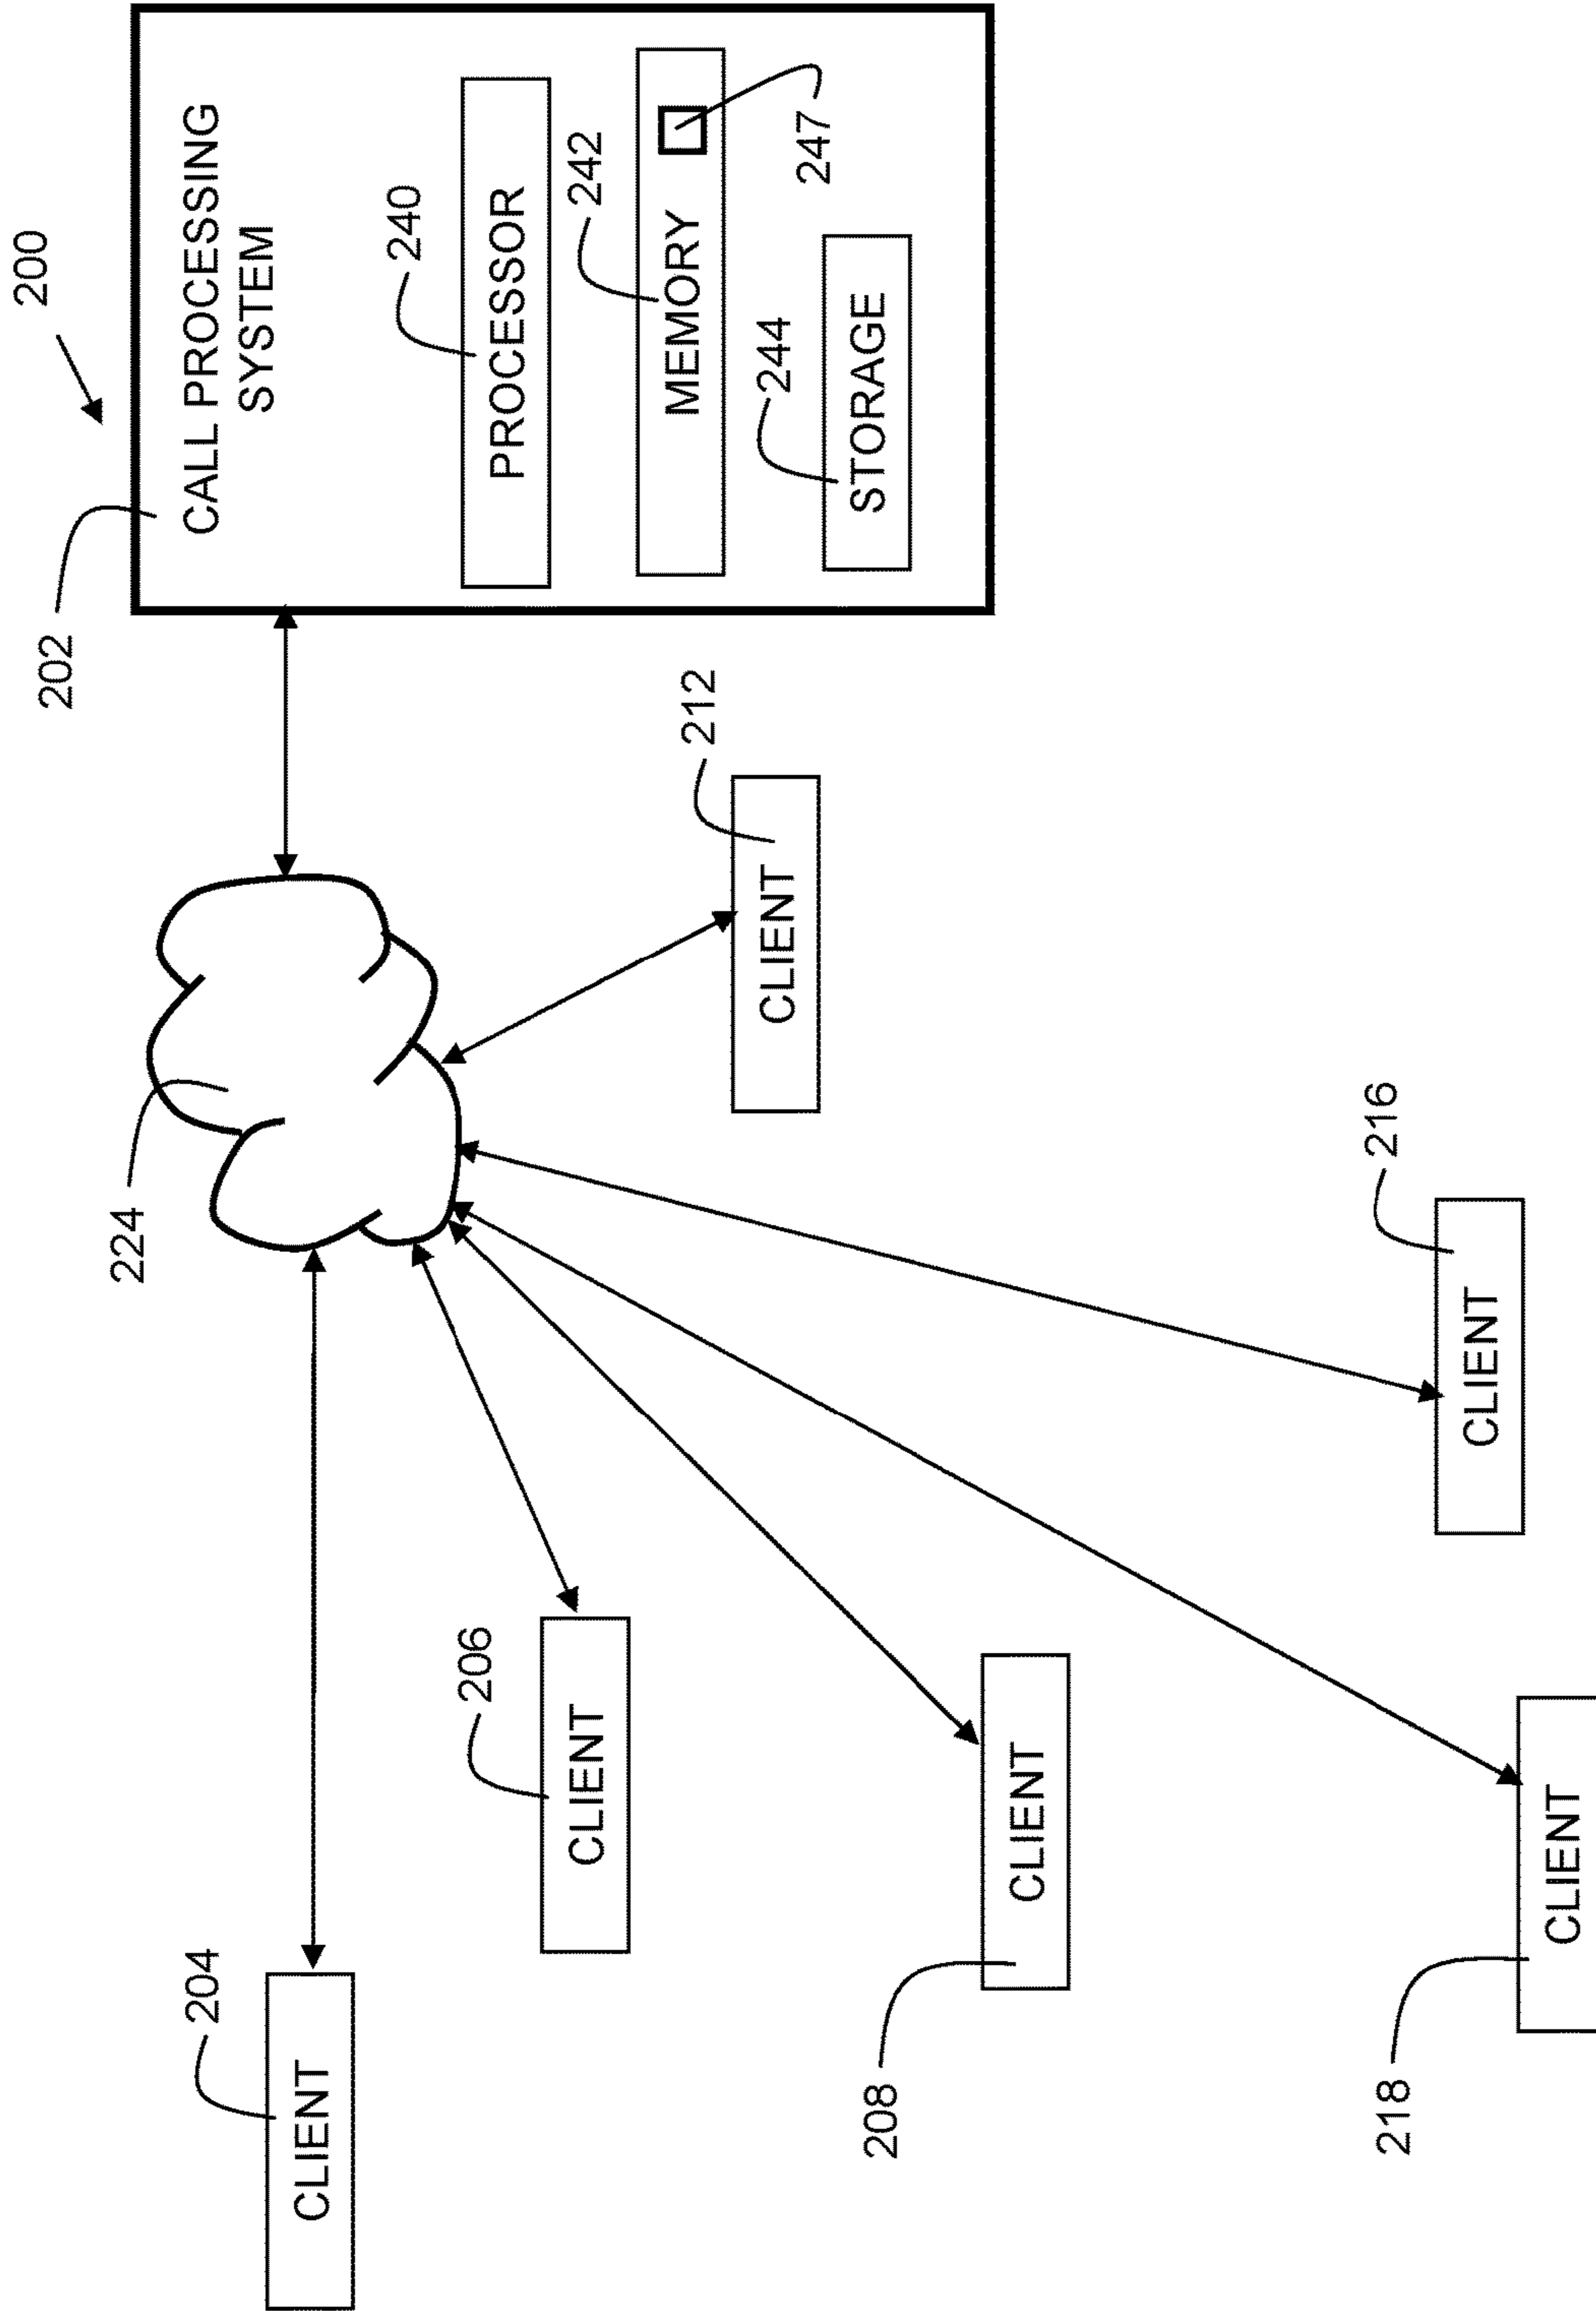 200
202
CALL PROCESSING
SYSTEM
240
PROCESSOR
242
MEMORY
247
244
STORAGE
224
204
CLIENT
206
CLIENT
212
CLIENT
208
CLIENT
216
CLIENT
218
CLIENT